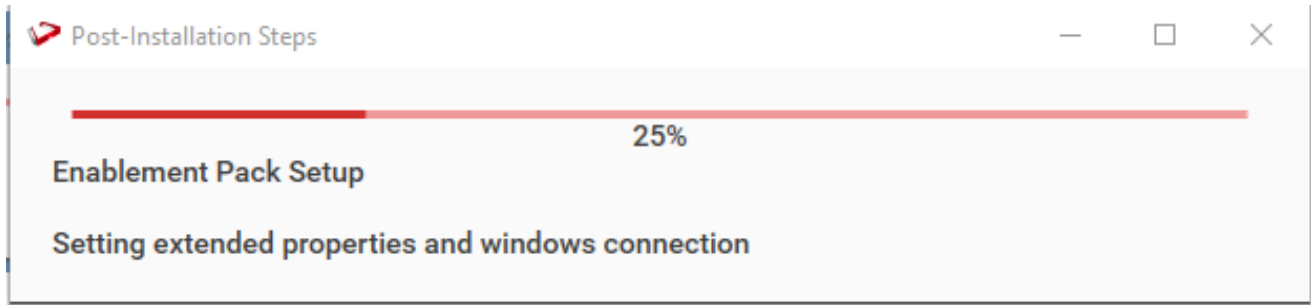 Post-Installation Steps
25%
Enablement Pack Setup
Setting extended properties and windows connection